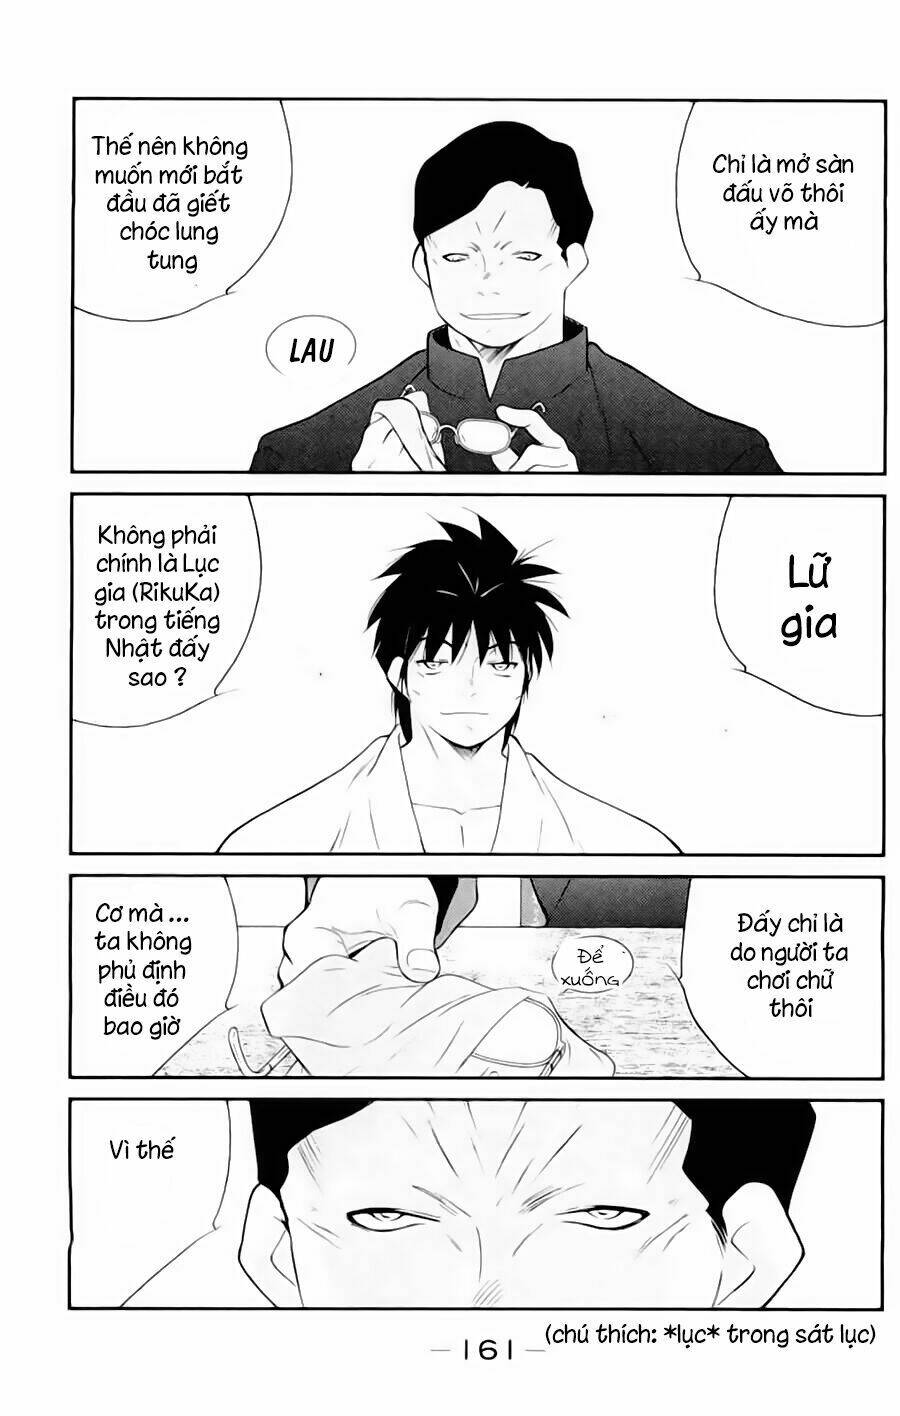 Chỉ là mở sàn
đấu võ thôi
ấy mà
Thế nên không
muốn mới bắt
đầu đã giết
chóc lung
tung
LAU
Lữ
gia
Không phải
chính là Lục
gia (RikuKa)
trong tiếng
Nhật đấy
sao ?
Đấy chỉ là
do người ta
chơi chữ
thôi
Để
xuống
Cơ mà ...
ta không
phủ định
điều đó
bao giờ
Vì thế
(chú thích: *lục* trong sát lục)
161